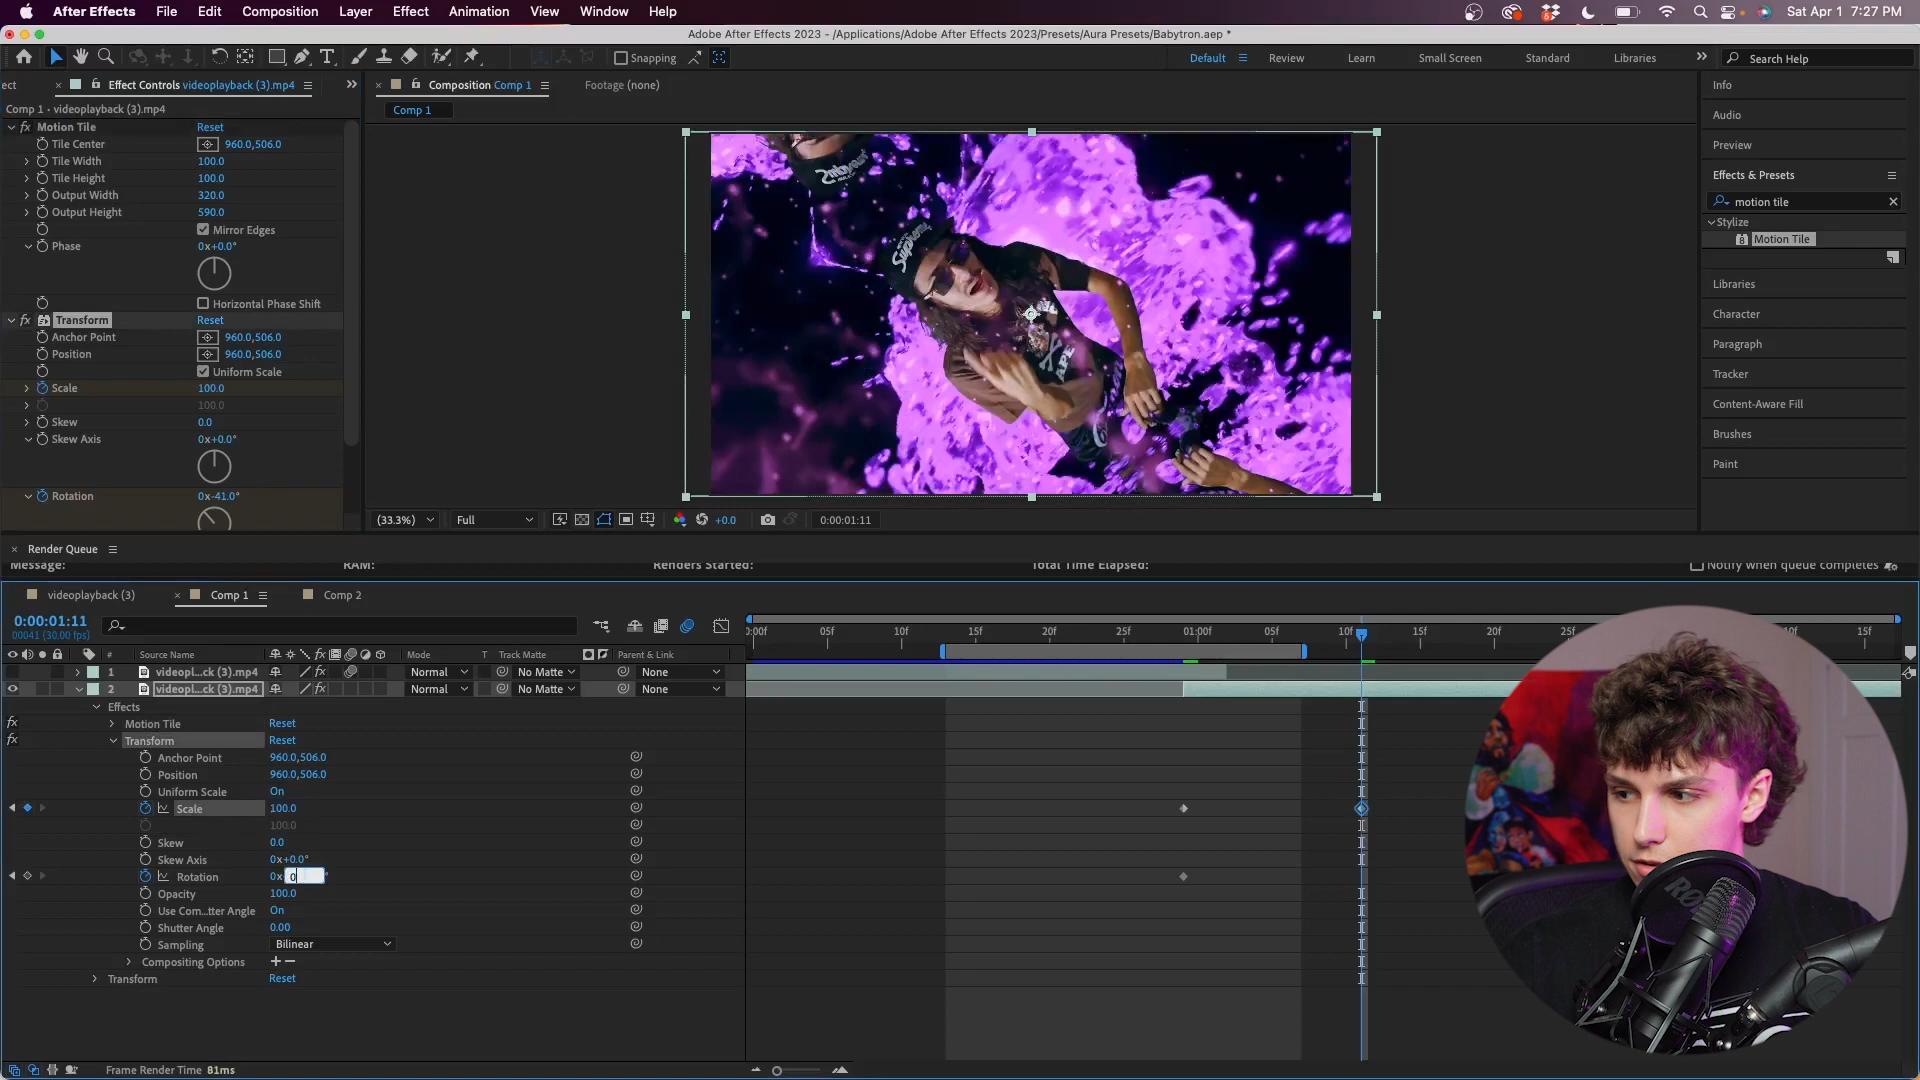 After Effects File Edit Composition Layer Effect Animation View Window Help Sat Apr 1 7:27 PM
Adobe After Effects 2023 - /Applications/Adobe After Effects 2023/Presets/Aura Presets/Babytron.aep *
Snapping Default Review Learn Small Screen Standard Libraries Search Help
ect Effect Controls videoplayback (3).mp4 Composition Comp 1 Footage (none)
Comp 1 • videoplayback (3).mp4
Comp 1
fx Motion Tile Reset
Tile Center 960.0,506.0
Tile Width 100.0
Tile Height 100.0
Output Width 320.0
Output Height 590.0
Mirror Edges
Phase 0x+0.0°
Horizontal Phase Shift
fx Transform Reset
Anchor Point 960.0,506.0
Position 960.0,506.0
Uniform Scale
Scale 100.0
100.0
Skew 0.0
Skew Axis 0x+0.0°
Rotation 0x-41.0°
Supreme
APE
(33.3%) Full +0.0 0:00:01:11
Info
Audio
Preview
Effects & Presets
motion tile
Stylize
Motion Tile
Libraries
Character
Paragraph
Tracker
Content-Aware Fill
Brushes
Paint
Render Queue
Message: RAM: Renders Started: Total Time Elapsed: Notify when queue completes
videoplayback (3) Comp 1 Comp 2
0:00:01:11
00041 (30.00 fps)
:00f 05f 10f 15f 20f 25f 01:00f 05f 10f 15f 20f 15f
# Source Name fx Mode T Track Matte Parent & Link
1 videopl...ck (3).mp4 fx Normal No Matte None
2 videopl...ck (3).mp4 fx Normal No Matte None
Effects
fx Motion Tile Reset
fx Transform Reset
Anchor Point 960.0,506.0
Position 960.0,506.0
Uniform Scale On
Scale 100.0
100.0
Skew 0.0
Skew Axis 0x+0.0°
Rotation 0x 0 °
Opacity 100.0
Use Com...tter Angle On
Shutter Angle 0.00
Sampling Bilinear
Compositing Options + −
Transform Reset
Frame Render Time 81ms